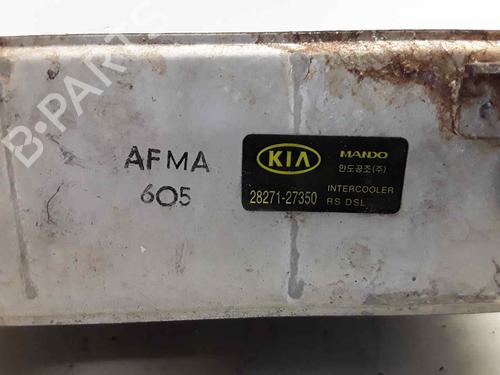 B-PARTS
AFMA
605
KIA
MANDO
만도공조(주)
28271-27350
INTERCOOLER
RS DSL